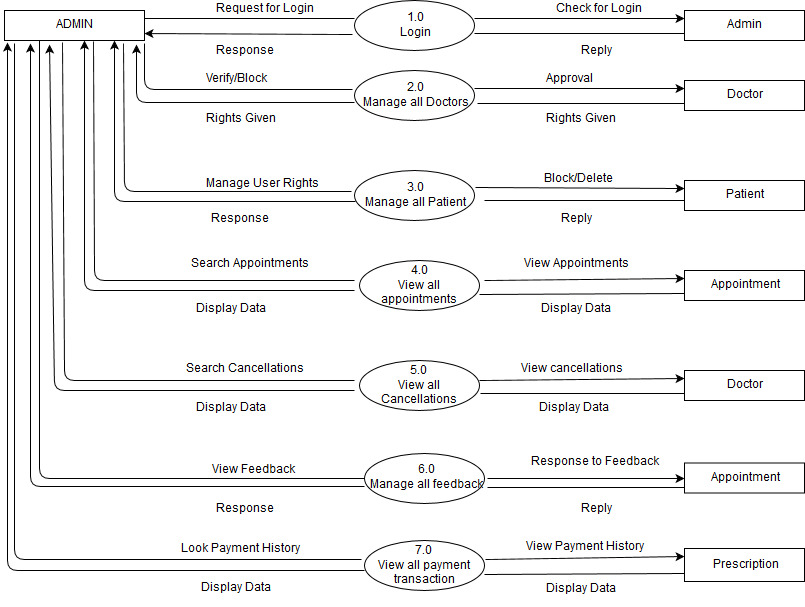 Request for Login
Check for Login
ADMIN
1.0
Login
Admin
Response
Reply
Verify/Block
Approval
2.0
Manage all Doctors
Doctor
Rights Given
Rights Given
Manage User Rights
Block/Delete
3.0
Manage all Patient
Patient
Response
Reply
Search Appointments
View Appointments
4.0
View all
appointments
Appointment
Display Data
Display Data
Search Cancellations
View cancellations
5.0
View all
Cancellations
Doctor
Display Data
Display Data
View Feedback
Response to Feedback
6.0
Manage all feedback
Appointment
Response
Reply
Look Payment History
View Payment History
7.0
View all payment
transaction
Prescription
Display Data
Display Data